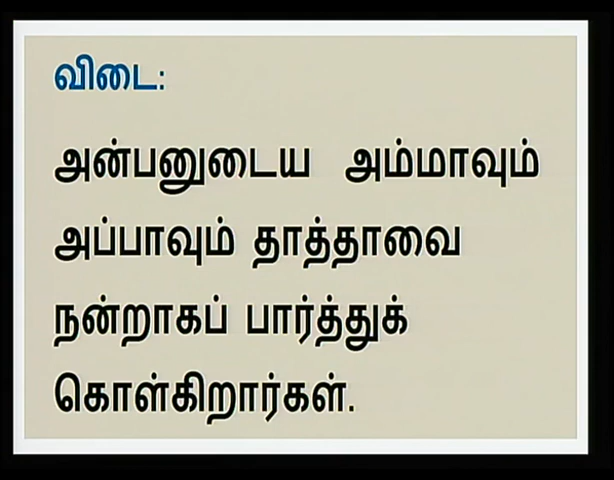 விடை:
அன்பனுடைய அம்மாவும்
அப்பாவும் தாத்தாவை
நன்றாகப் பார்த்துக்
கொள்கிறார்கள்.